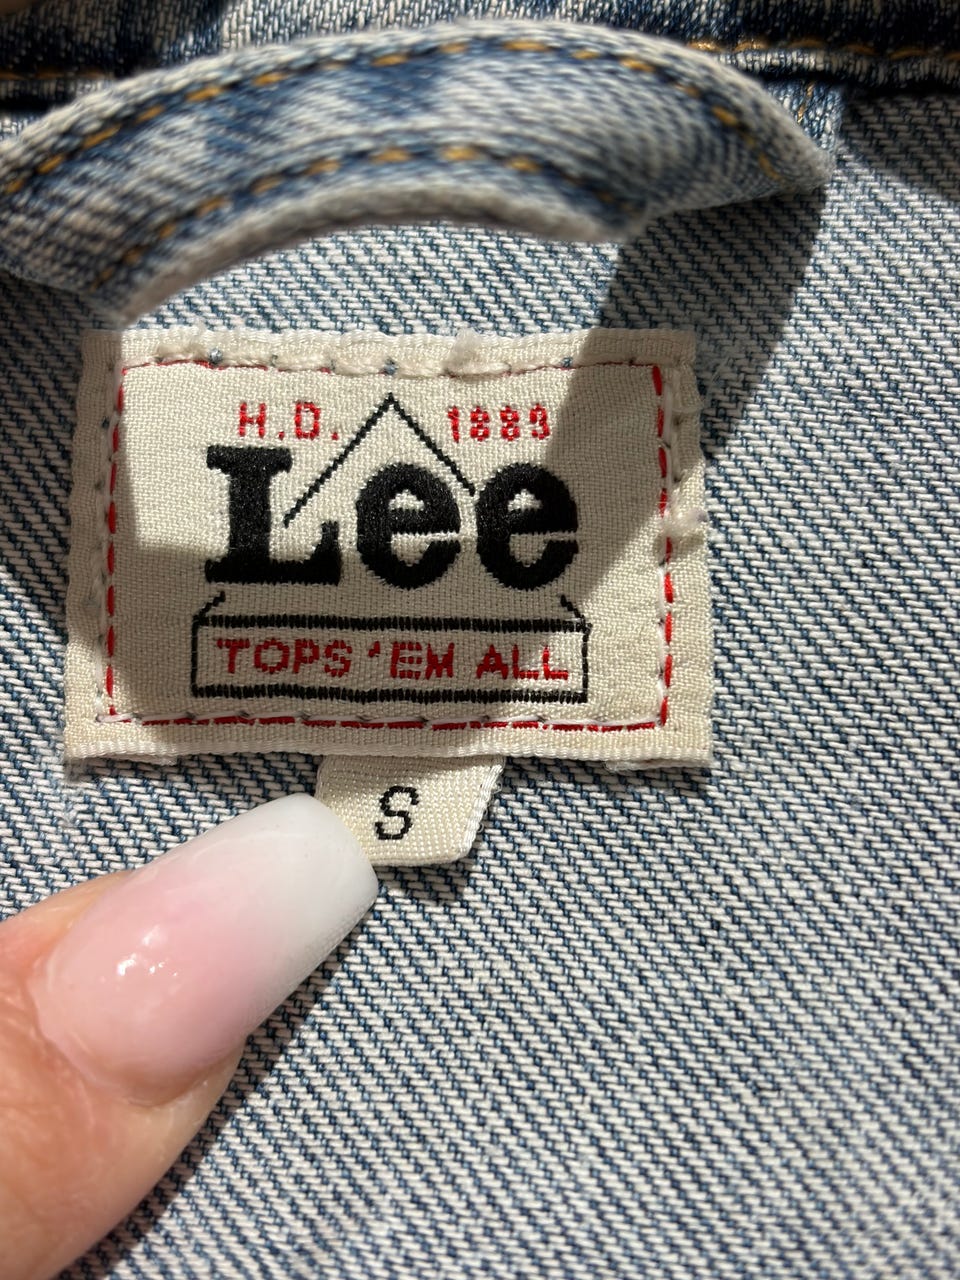 H.D. 1889
Lee
TOPS 'EM ALL
S